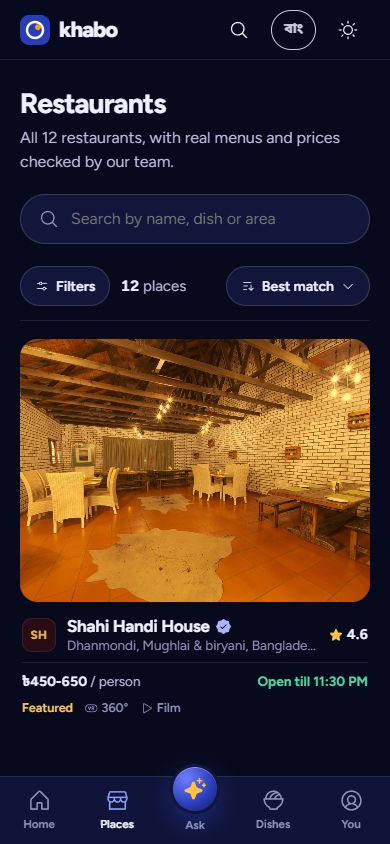 khabo
বাং
Restaurants
All 12 restaurants, with real menus and prices
checked by our team.
Search by name, dish or area
Filters
12 places
Best match
SH
Shahi Handi House
4.6
Dhanmondi, Mughlai & biryani, Banglade...
৳450-650 / person
Open till 11:30 PM
Featured
VR 360°
Film
Home
Places
Ask
Dishes
You